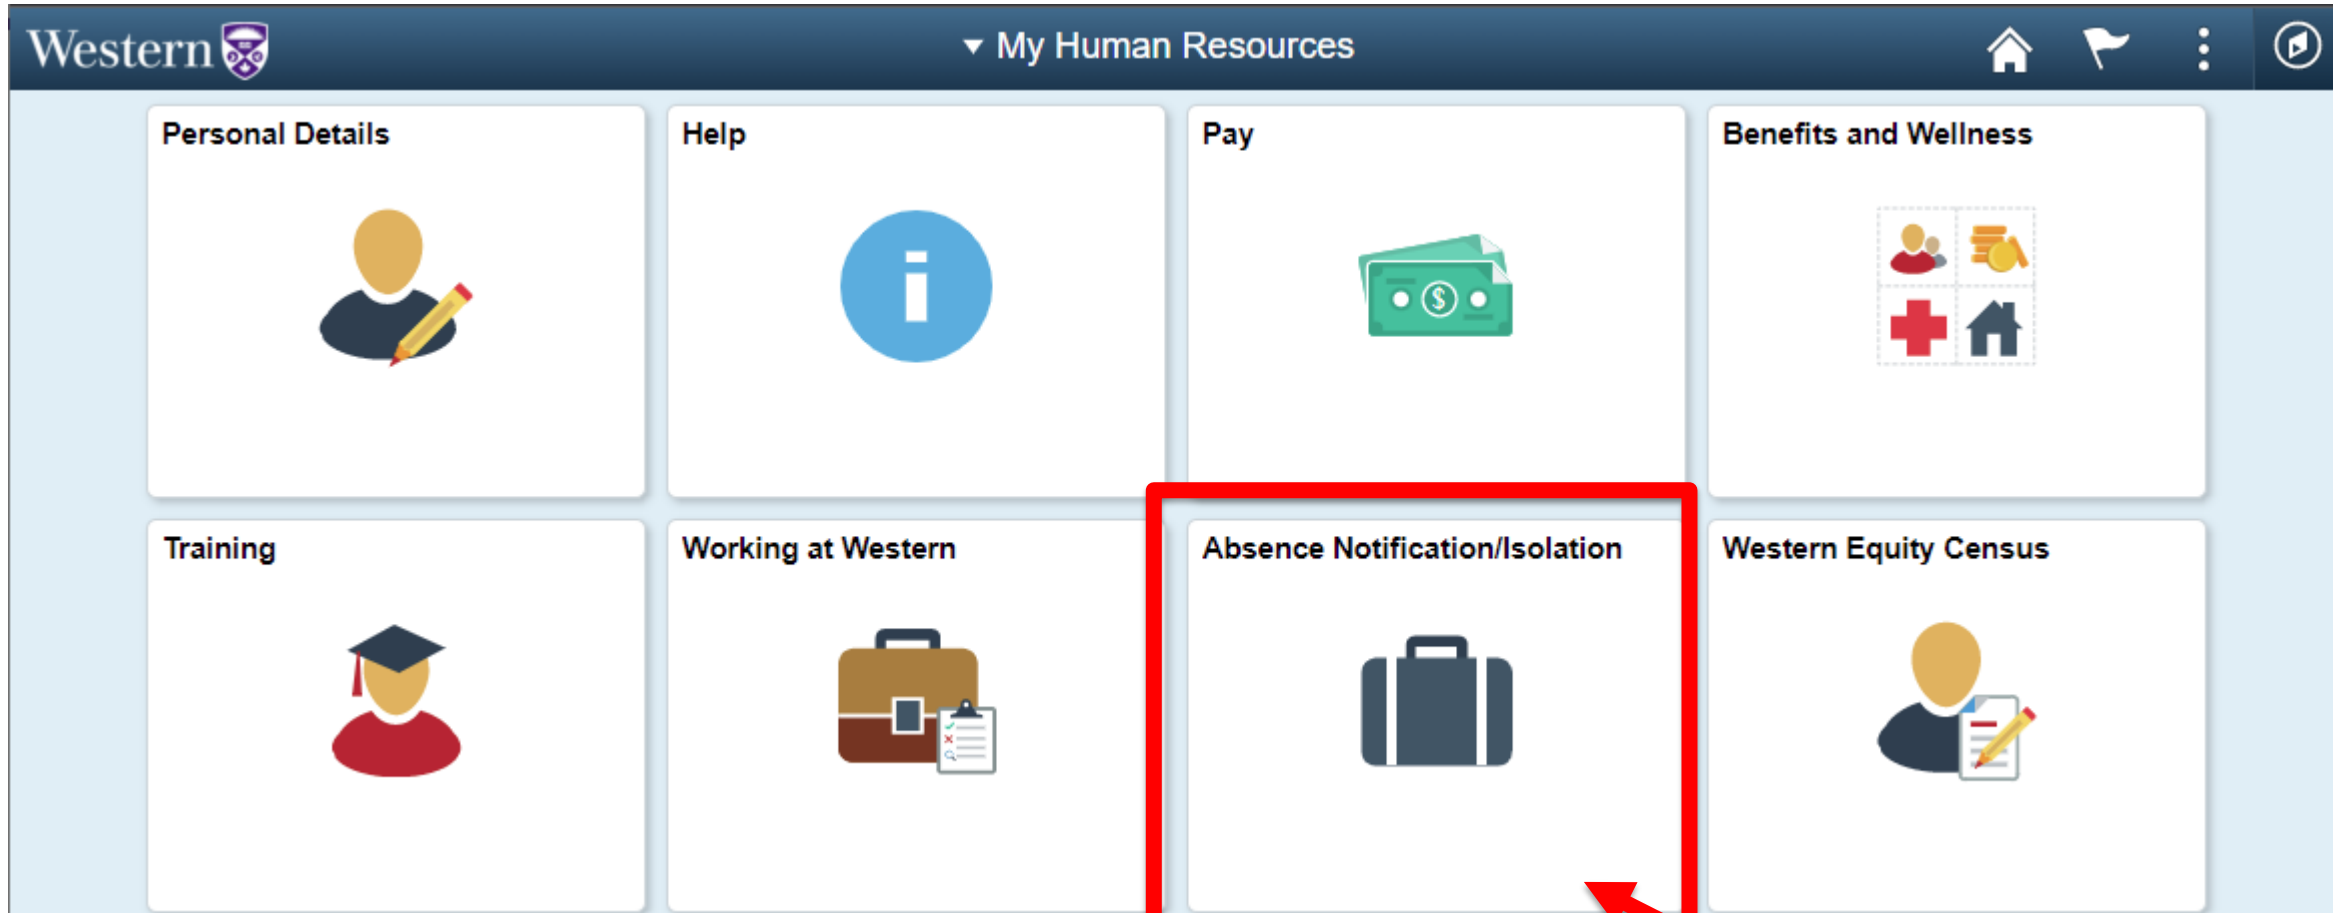 Western
My Human Resources
Personal Details
Help
Pay
Benefits and Wellness
Training
Working at Western
Absence Notification/Isolation
Western Equity Census